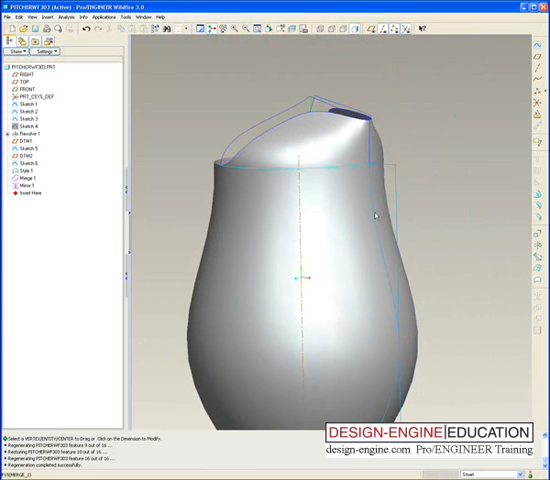 PITCHERWF303 (Active) - Pro/ENGINEER Wildfire 3.0
File Edit View Insert Analysis Info Applications Tools Window Help
Show Settings
PITCHERWF303.PRT
RIGHT
TOP
FRONT
PRT_CSYS_DEF
Sketch 1
Sketch 2
Sketch 3
Sketch 4
Revolve 1
DTM1
Sketch 5
DTM2
Sketch 6
Style 1
Merge 1
Mirror 1
Insert Here
Select a VERTEX/ENTITY/CENTER to Drag or Click on the Dimension to Modify.
Regenerating PITCHERWF303 feature 9 out of 16 ...
Restoring PITCHERWF303 feature 10 out of 16 ...
Regenerating PITCHERWF303 feature 16 out of 16 ...
Regeneration completed successfully.
DESIGN-ENGINE|EDUCATION
design-engine.com Pro/ENGINEER Training
F15(MERGE_1)
Smart